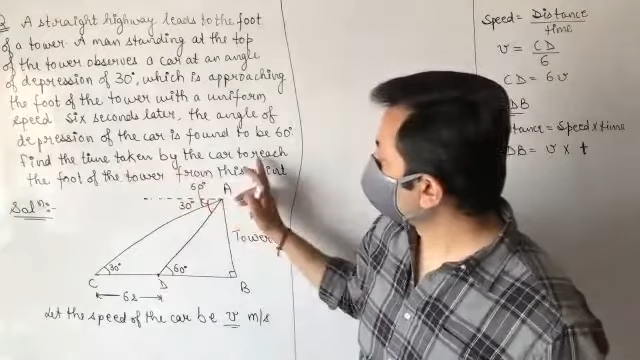 Q A straight highway leads to the foot
of a tower. A man standing at the top
of the tower observes a car at an angle
of depression of 30°, which is approaching
the foot of the tower with a uniform
speed. Six seconds later, the angle of
depression of the car is found to be 60°
Find the time taken by the car to reach
the foot of the tower from this
Solⁿ:-
60°
A
30°
Tower
C 30° D 60° B
6s
Let the speed of the car be v m/s
Speed = Distance
time
v = CD
6
CD = 6v
DB
= Speed × time
DB = v × t